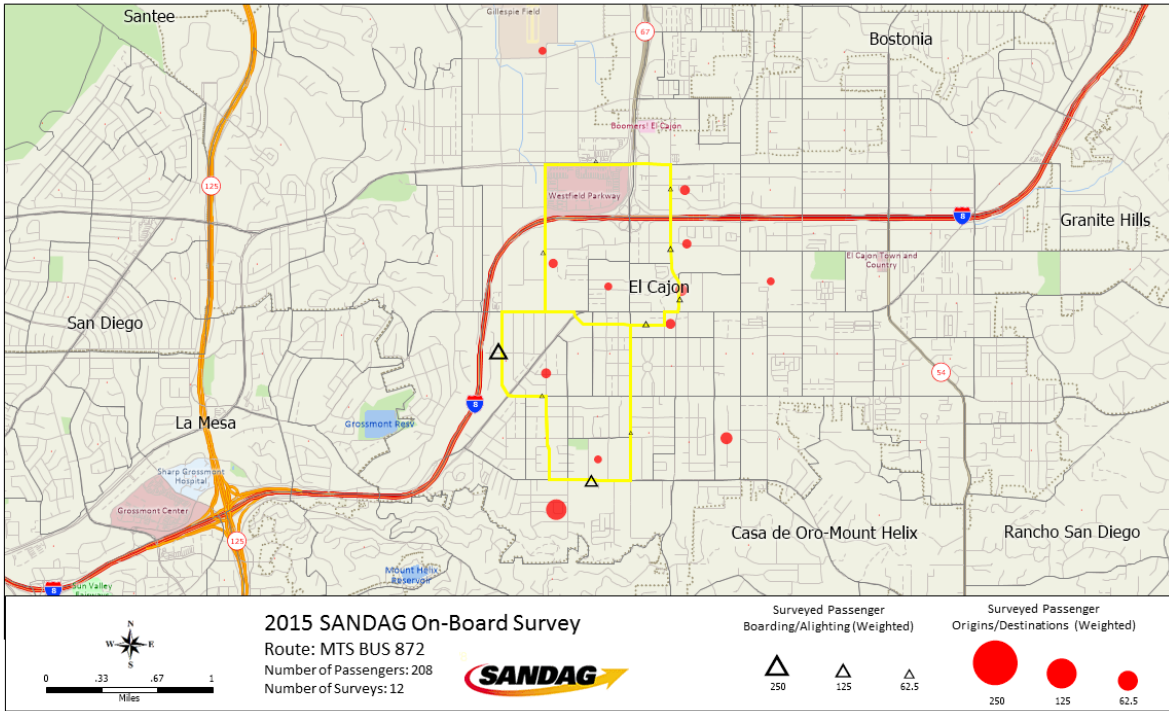 Santee
Gillespie Field
67
Bostonia
Boomers! El Cajon
125
Westfield Parkway
8
Granite Hills
El Cajon Town and
Country
El Cajon
San Diego
54
8
La Mesa
Grossmont Resv
Sharp Grossmont
Hospital
Grossmont Center
125
Casa de Oro-Mount Helix
Rancho San Diego
Mount Helix
Reservoir
8
Sun Valley
N
W E
S
0 .33 .67 1
Miles
2015 SANDAG On-Board Survey
Route: MTS BUS 872
Number of Passengers: 208
Number of Surveys: 12
SANDAG
Surveyed Passenger
Boarding/Alighting (Weighted)
250 125 62.5
Surveyed Passenger
Origins/Destinations (Weighted)
250 125 62.5